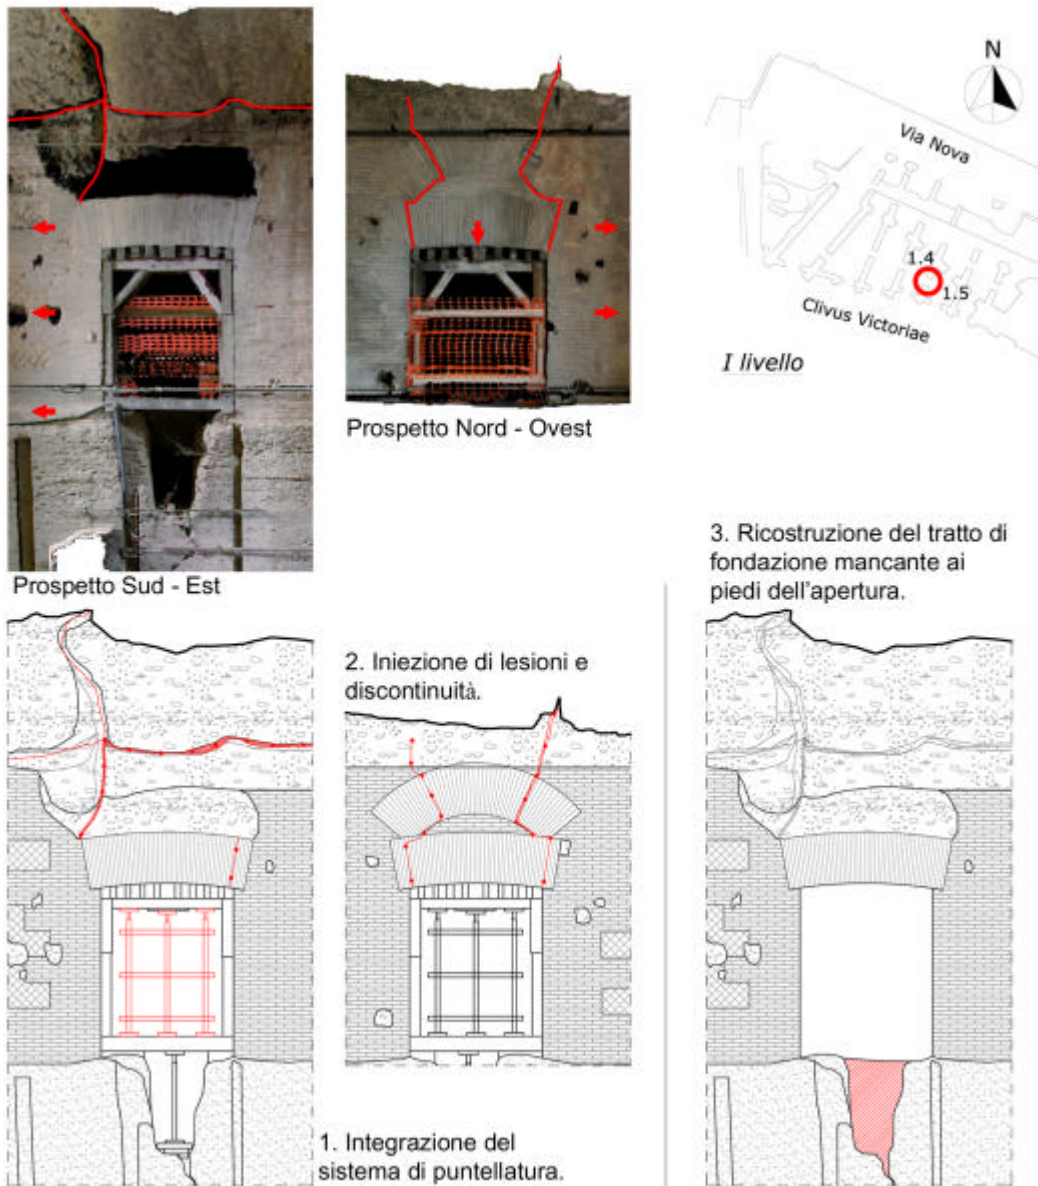 N
Via Nova
1.4
1.5
Clivus Victoriae
I livello
Prospetto Nord - Ovest
Prospetto Sud - Est
3. Ricostruzione del tratto di
fondazione mancante ai
piedi dell'apertura.
2. Iniezione di lesioni e
discontinuità.
1. Integrazione del
sistema di puntellatura.